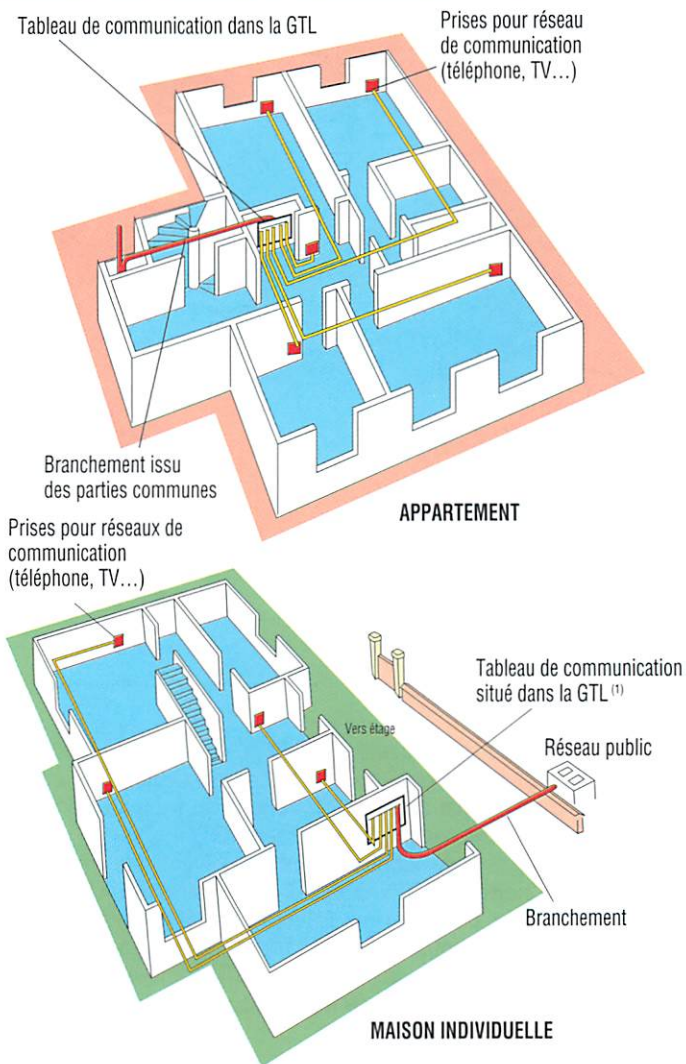 Tableau de communication dans la GTL
Prises pour réseau
de communication
(téléphone, TV...)
Branchement issu
des parties communes
APPARTEMENT
Prises pour réseaux de
communication
(téléphone, TV...)
Tableau de communication
situé dans la GTL (1)
Vers étage
Réseau public
Branchement
MAISON INDIVIDUELLE